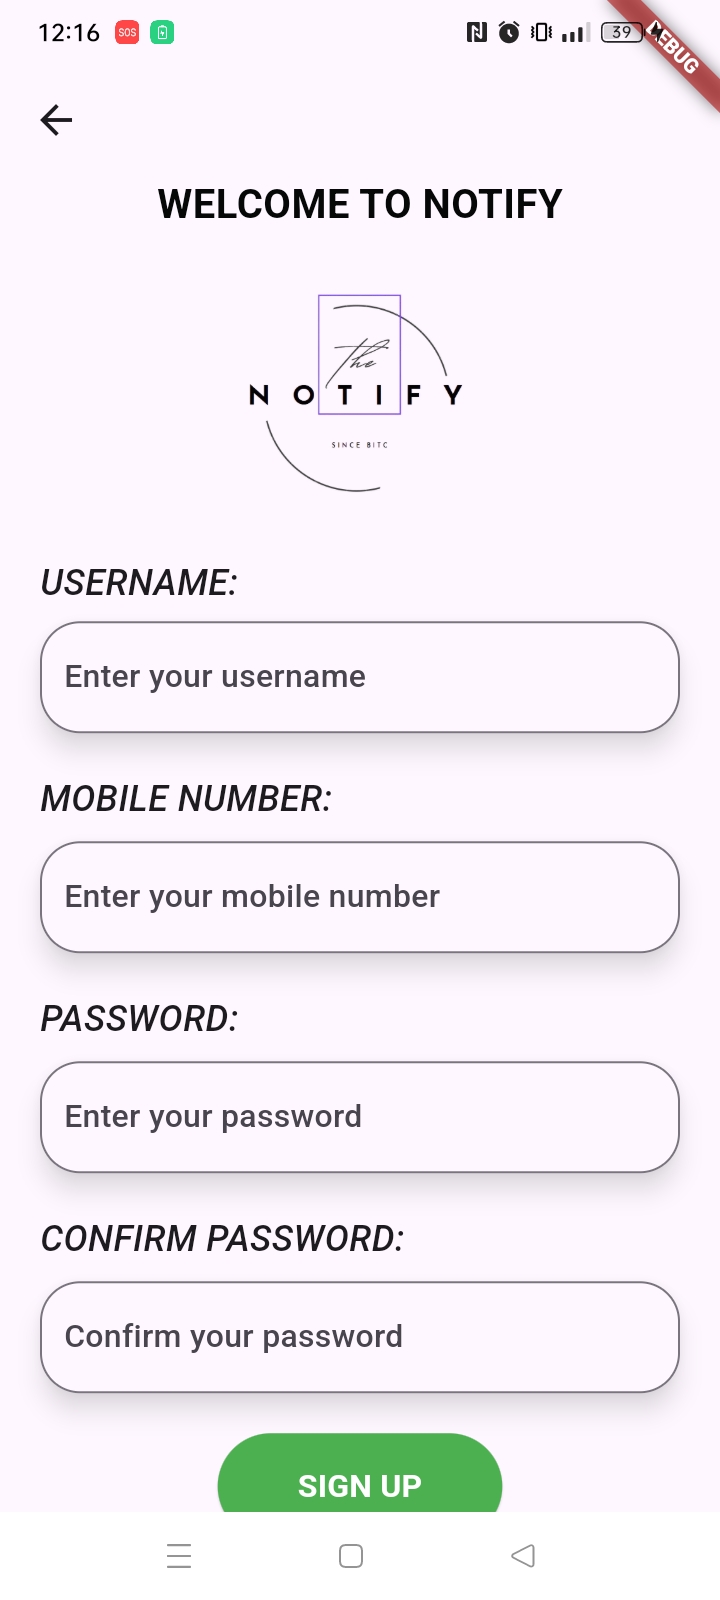 12:16 SOS 39
DEBUG
WELCOME TO NOTIFY
the
NOTIFY
SINCE BITC
USERNAME:
Enter your username
MOBILE NUMBER:
Enter your mobile number
PASSWORD:
Enter your password
CONFIRM PASSWORD:
Confirm your password
SIGN UP